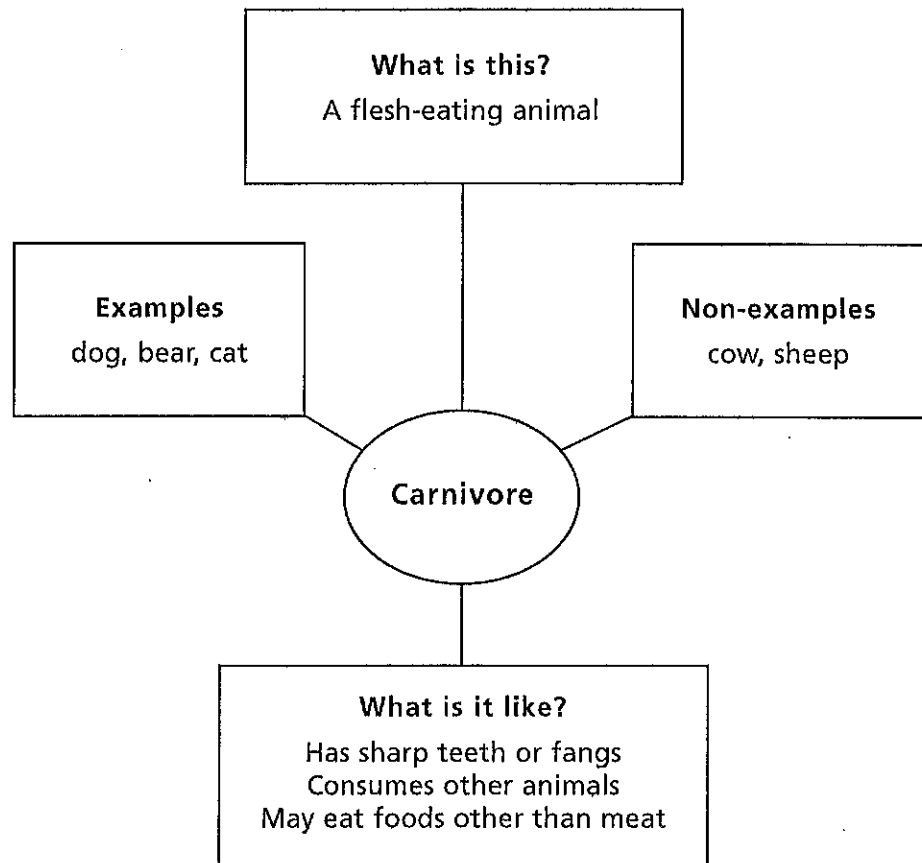 What is this?
A flesh-eating animal
Examples
dog, bear, cat
Non-examples
cow, sheep
Carnivore
What is it like?
Has sharp teeth or fangs
Consumes other animals
May eat foods other than meat